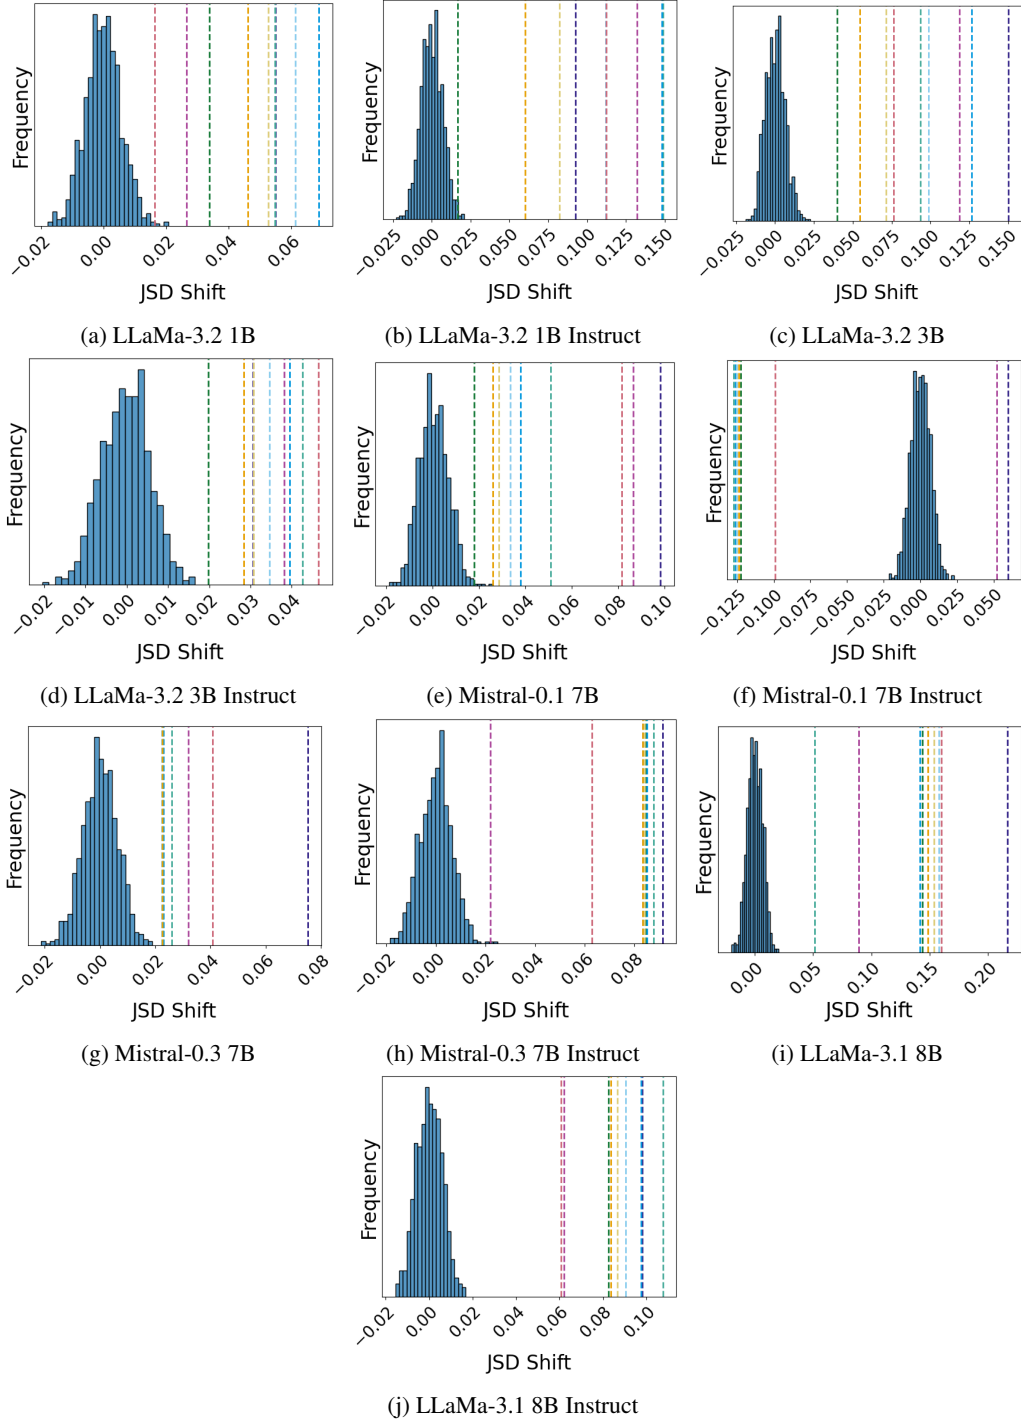 Frequency
−0.02 0.00 0.02 0.04 0.06
JSD Shift
(a) LLaMa-3.2 1B
Frequency
−0.025 0.000 0.025 0.050 0.075 0.100 0.125 0.150
JSD Shift
(b) LLaMa-3.2 1B Instruct
Frequency
−0.025 0.000 0.025 0.050 0.075 0.100 0.125 0.150
JSD Shift
(c) LLaMa-3.2 3B
Frequency
−0.02 −0.01 0.00 0.01 0.02 0.03 0.04
JSD Shift
(d) LLaMa-3.2 3B Instruct
Frequency
−0.02 0.00 0.02 0.04 0.06 0.08 0.10
JSD Shift
(e) Mistral-0.1 7B
Frequency
−0.125 −0.100 −0.075 −0.050 −0.025 0.000 0.025 0.050
JSD Shift
(f) Mistral-0.1 7B Instruct
Frequency
−0.02 0.00 0.02 0.04 0.06 0.08
JSD Shift
(g) Mistral-0.3 7B
Frequency
−0.02 0.00 0.02 0.04 0.06 0.08
JSD Shift
(h) Mistral-0.3 7B Instruct
Frequency
0.00 0.05 0.10 0.15 0.20
JSD Shift
(i) LLaMa-3.1 8B
Frequency
−0.02 0.00 0.02 0.04 0.06 0.08 0.10
JSD Shift
(j) LLaMa-3.1 8B Instruct